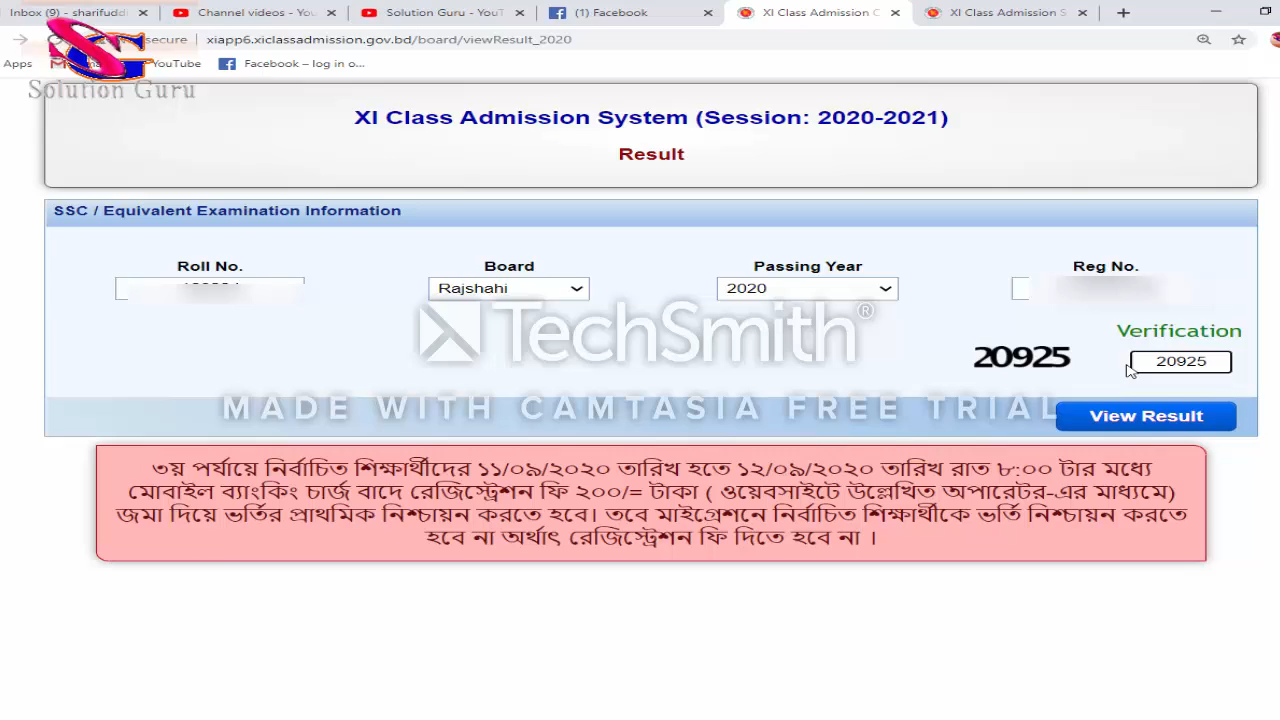 Inbox (9) - sharifuddi
Channel videos - You
Solution Guru - YouT
(1) Facebook
XI Class Admission
XI Class Admission S
secure xiapp6.xiclassadmission.gov.bd/board/viewResult_2020
Apps YouTube Facebook – log in o...
SG
Solution Guru
XI Class Admission System (Session: 2020-2021)
Result
SSC / Equivalent Examination Information
Roll No. Board Passing Year Reg No.
Rajshahi 2020
TechSmith®
Verification
20925 20925
MADE WITH CAMTASIA FREE TRIAL
View Result
৩য় পর্যায়ে নির্বাচিত শিক্ষার্থীদের ১১/০৯/২০২০ তারিখ হতে ১২/০৯/২০২০ তারিখ রাত ৮:০০ টার মধ্যে
মোবাইল ব্যাংকিং চার্জ বাদে রেজিস্ট্রেশন ফি ২০০/= টাকা ( ওয়েবসাইটে উল্লেখিত অপারেটর-এর মাধ্যমে)
জমা দিয়ে ভর্তির প্রাথমিক নিশ্চায়ন করতে হবে। তবে মাইগ্রেশনে নির্বাচিত শিক্ষার্থীকে ভর্তি নিশ্চায়ন করতে
হবে না অর্থাৎ রেজিস্ট্রেশন ফি দিতে হবে না ।